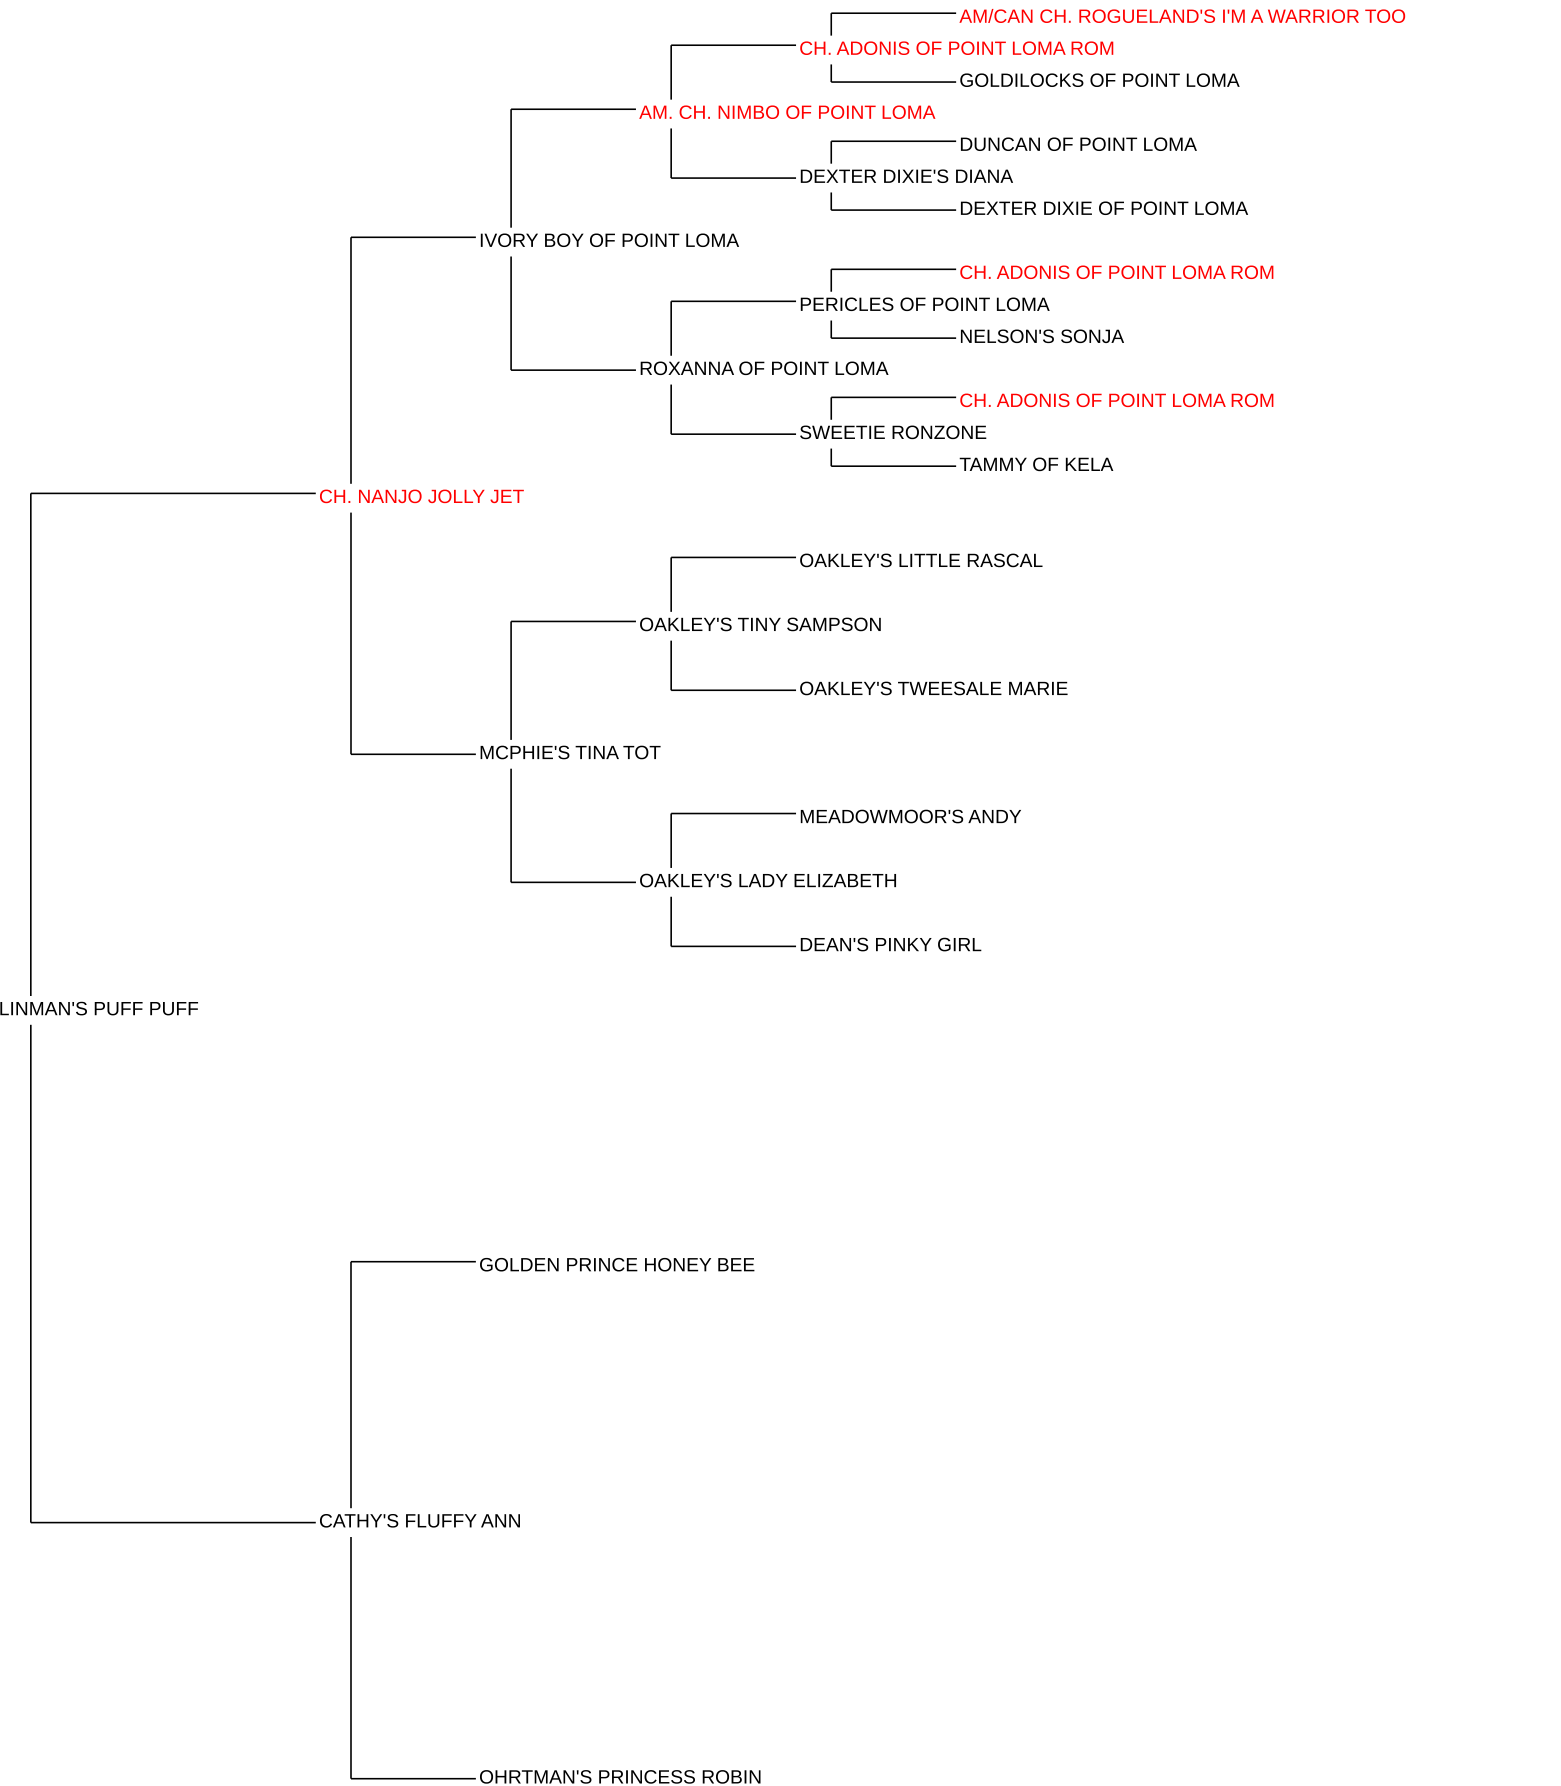 AM/CAN CH. ROGUELAND'S I'M A WARRIOR TOO
CH. ADONIS OF POINT LOMA ROM
GOLDILOCKS OF POINT LOMA
AM. CH. NIMBO OF POINT LOMA
DUNCAN OF POINT LOMA
DEXTER DIXIE'S DIANA
DEXTER DIXIE OF POINT LOMA
IVORY BOY OF POINT LOMA
CH. ADONIS OF POINT LOMA ROM
PERICLES OF POINT LOMA
NELSON'S SONJA
ROXANNA OF POINT LOMA
CH. ADONIS OF POINT LOMA ROM
SWEETIE RONZONE
TAMMY OF KELA
CH. NANJO JOLLY JET
OAKLEY'S LITTLE RASCAL
OAKLEY'S TINY SAMPSON
OAKLEY'S TWEESALE MARIE
MCPHIE'S TINA TOT
MEADOWMOOR'S ANDY
OAKLEY'S LADY ELIZABETH
DEAN'S PINKY GIRL
LINMAN'S PUFF PUFF
GOLDEN PRINCE HONEY BEE
CATHY'S FLUFFY ANN
OHRTMAN'S PRINCESS ROBIN